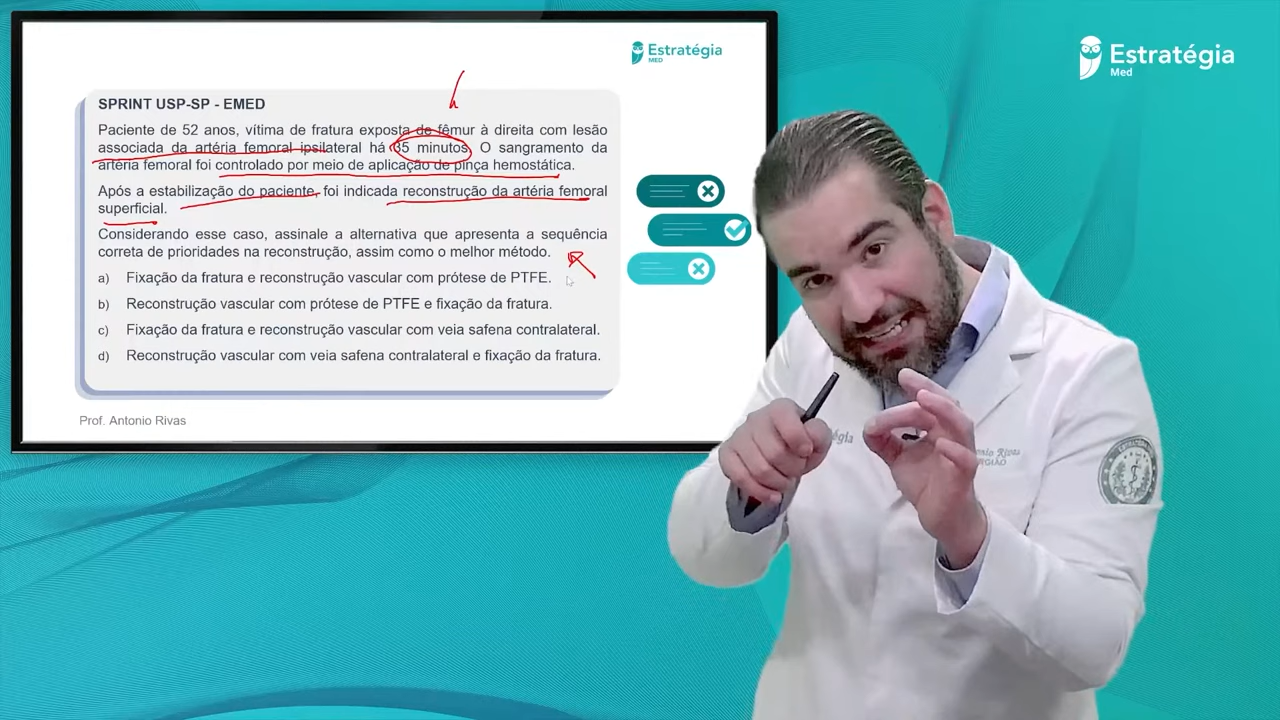 Estratégia
MED
Estratégia
Med
SPRINT USP-SP - EMED
Paciente de 52 anos, vítima de fratura exposta de fêmur à direita com lesão
associada da artéria femoral ipsilateral há 35 minutos. O sangramento da
artéria femoral foi controlado por meio de aplicação de pinça hemostática.
Após a estabilização do paciente, foi indicada reconstrução da artéria femoral
superficial.
Considerando esse caso, assinale a alternativa que apresenta a sequência
correta de prioridades na reconstrução, assim como o melhor método.
a) Fixação da fratura e reconstrução vascular com prótese de PTFE.
b) Reconstrução vascular com prótese de PTFE e fixação da fratura.
c) Fixação da fratura e reconstrução vascular com veia safena contralateral.
d) Reconstrução vascular com veia safena contralateral e fixação da fratura.
Prof. Antonio Rivas